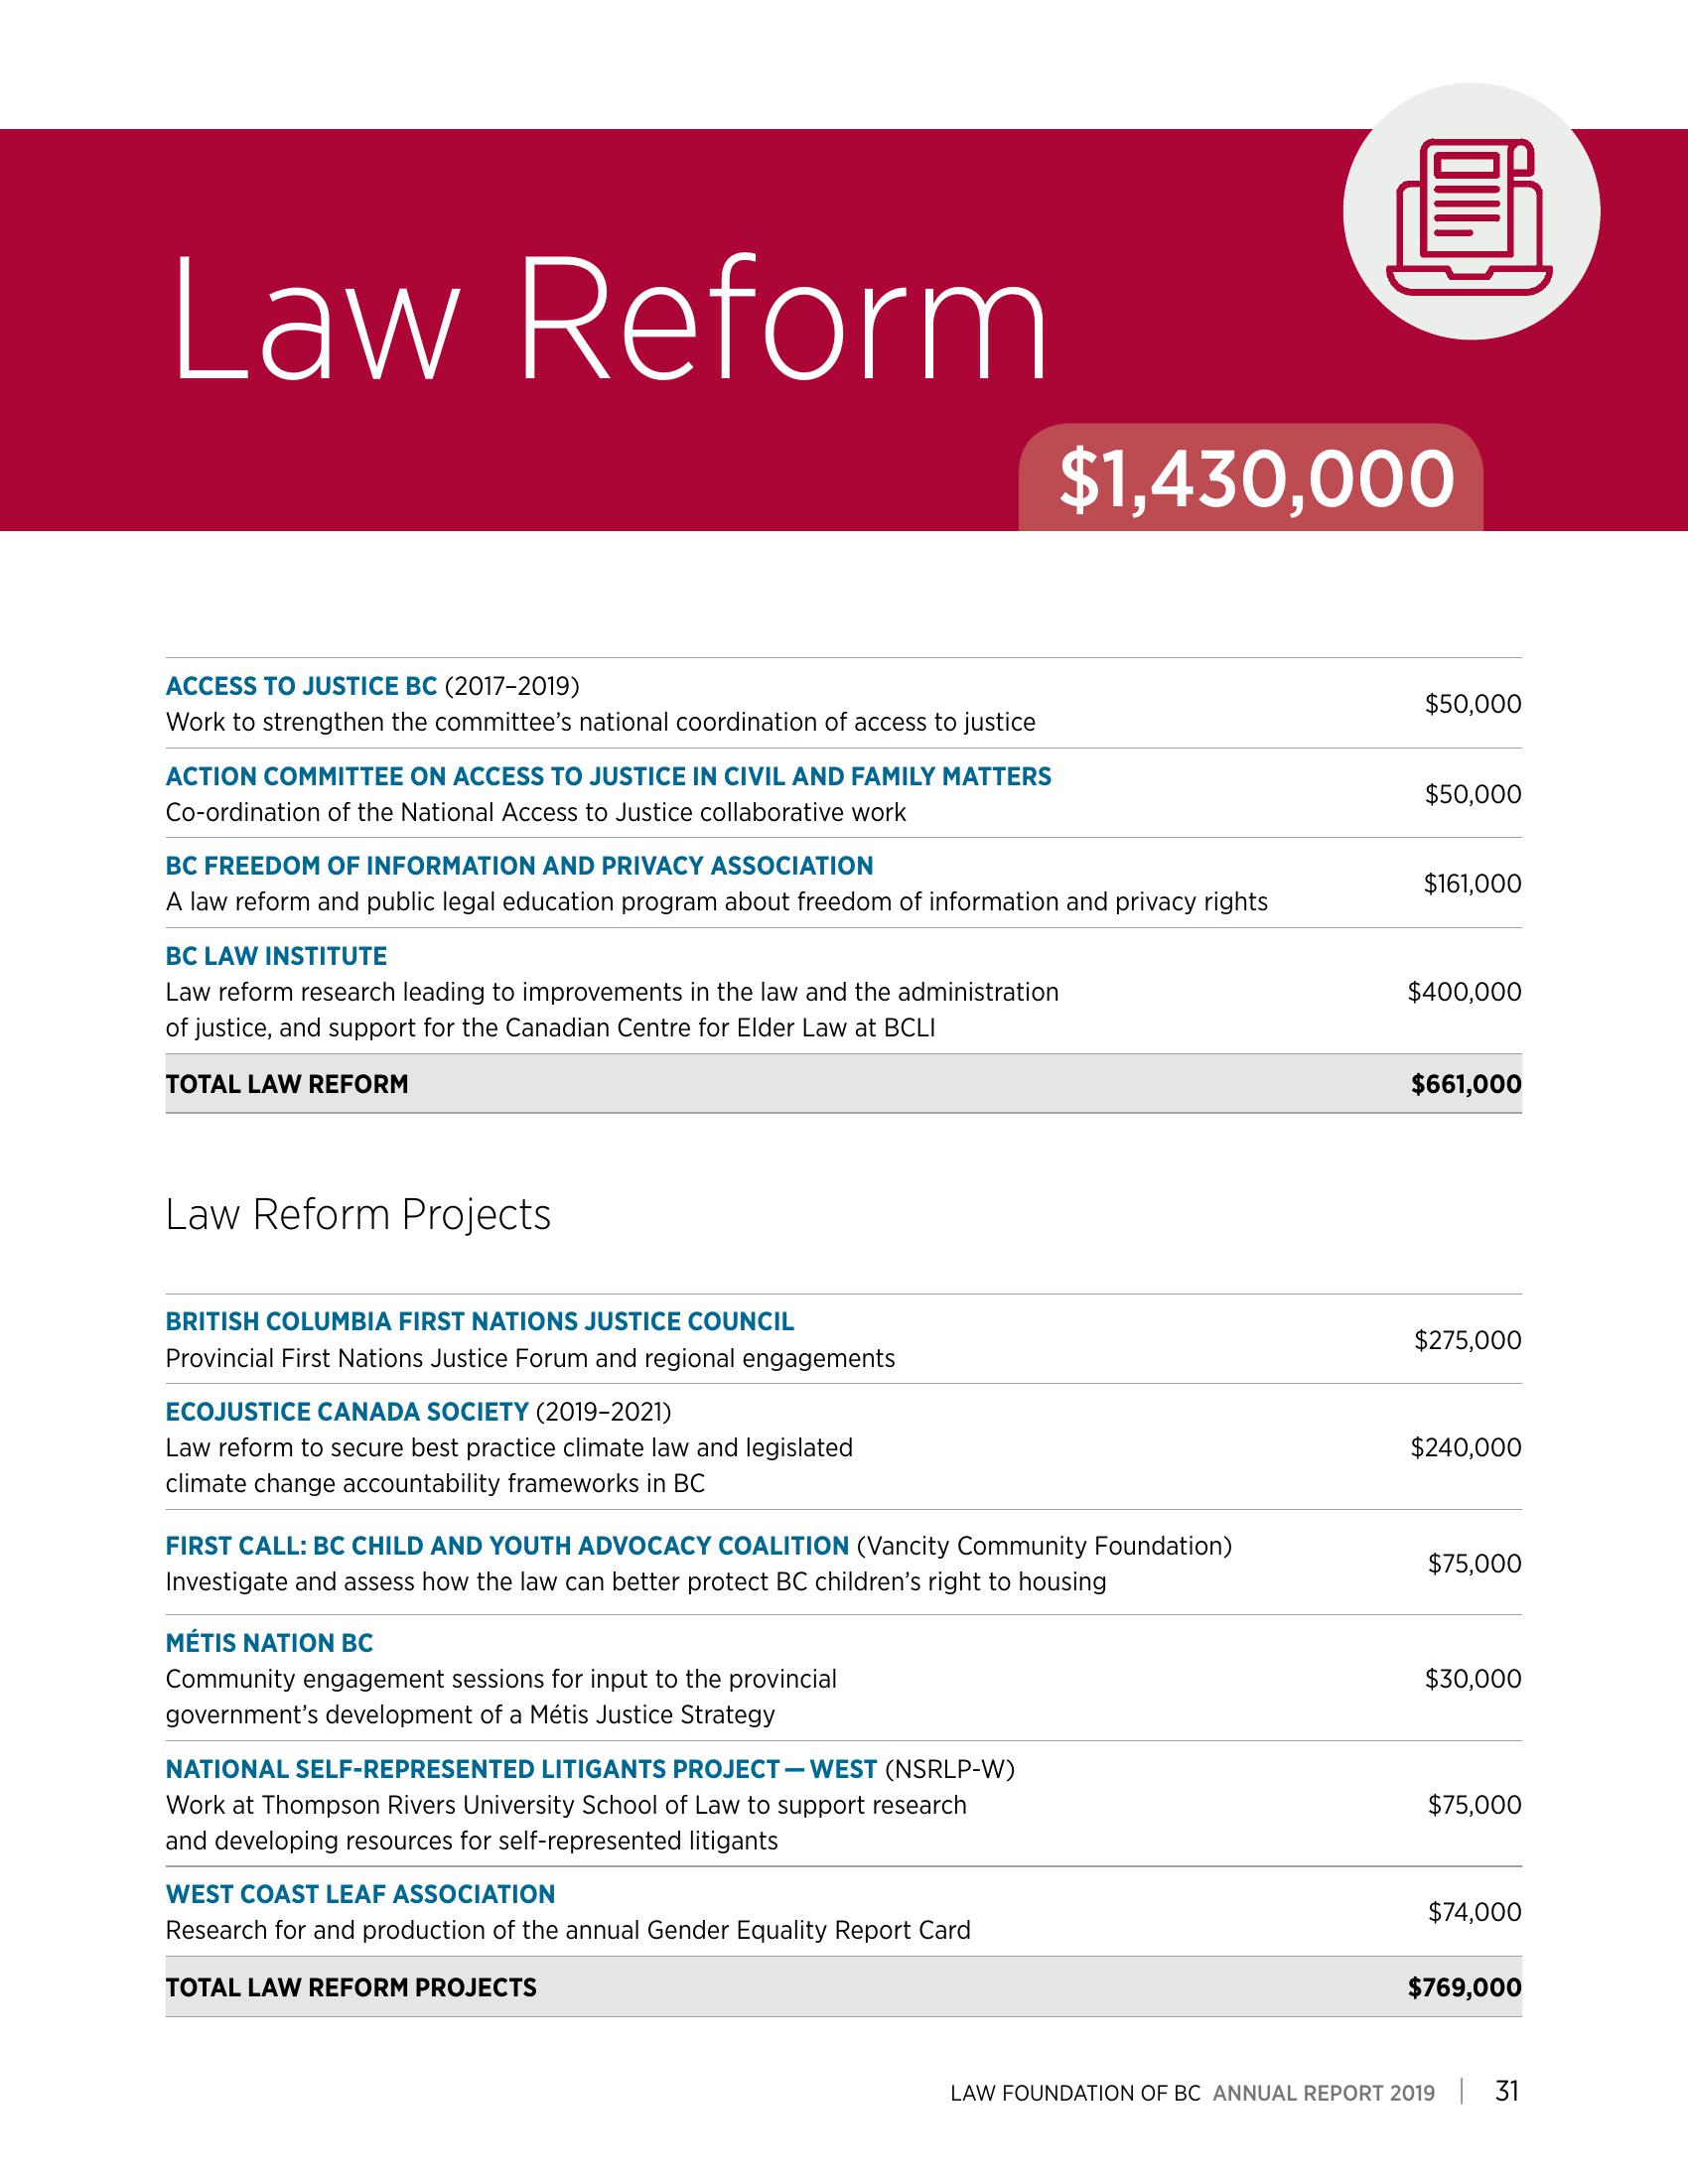 Law Reform
$1,430,000
ACCESS TO JUSTICE BC (2017–2019)
Work to strengthen the committee’s national coordination of access to justice
$50,000
ACTION COMMITTEE ON ACCESS TO JUSTICE IN CIVIL AND FAMILY MATTERS
Co-ordination of the National Access to Justice collaborative work
$50,000
BC FREEDOM OF INFORMATION AND PRIVACY ASSOCIATION
A law reform and public legal education program about freedom of information and privacy rights
$161,000
BC LAW INSTITUTE
Law reform research leading to improvements in the law and the administration
of justice, and support for the Canadian Centre for Elder Law at BCLI
$400,000
TOTAL LAW REFORM $661,000
Law Reform Projects
BRITISH COLUMBIA FIRST NATIONS JUSTICE COUNCIL
Provincial First Nations Justice Forum and regional engagements
$275,000
ECOJUSTICE CANADA SOCIETY (2019–2021)
Law reform to secure best practice climate law and legislated
climate change accountability frameworks in BC
$240,000
FIRST CALL: BC CHILD AND YOUTH ADVOCACY COALITION (Vancity Community Foundation)
Investigate and assess how the law can better protect BC children’s right to housing
$75,000
MÉTIS NATION BC
Community engagement sessions for input to the provincial
government’s development of a Métis Justice Strategy
$30,000
NATIONAL SELF-REPRESENTED LITIGANTS PROJECT — WEST (NSRLP-W)
Work at Thompson Rivers University School of Law to support research
and developing resources for self-represented litigants
$75,000
WEST COAST LEAF ASSOCIATION
Research for and production of the annual Gender Equality Report Card
$74,000
TOTAL LAW REFORM PROJECTS $769,000
LAW FOUNDATION OF BC ANNUAL REPORT 2019 | 31